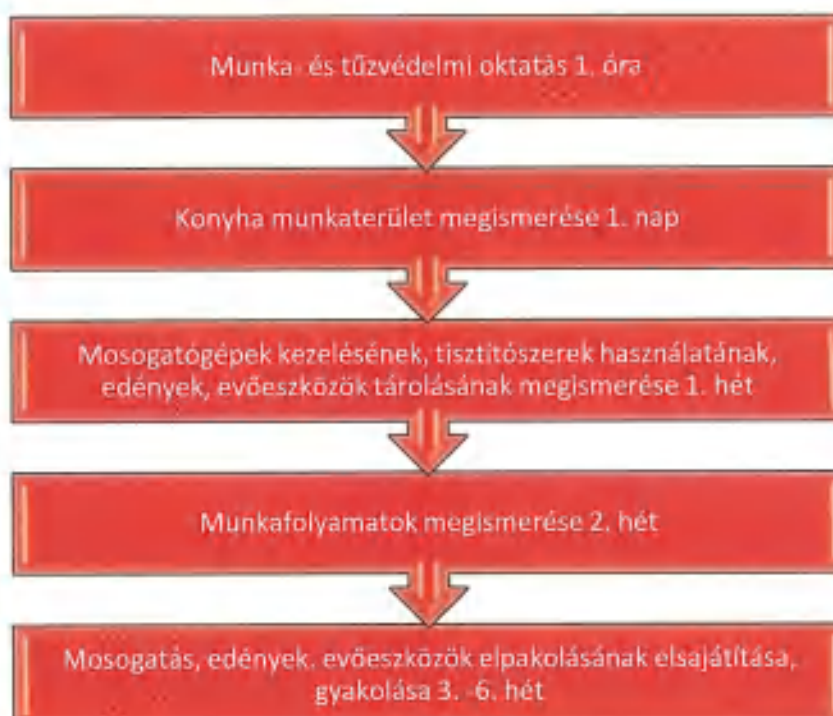 Munka- és tűzvédelmi oktatás 1. óra
Konyha munkaterület megismerése 1. nap
Mosogatógépek kezelésének, tisztítószerek használatának,
edények, evőeszközök tárolásának megismerése 1. hét
Munkafolyamatok megismerése 2. hét
Mosogatás, edények, evőeszközök elpakolásának elsajátítása,
gyakolása 3. -6. hét